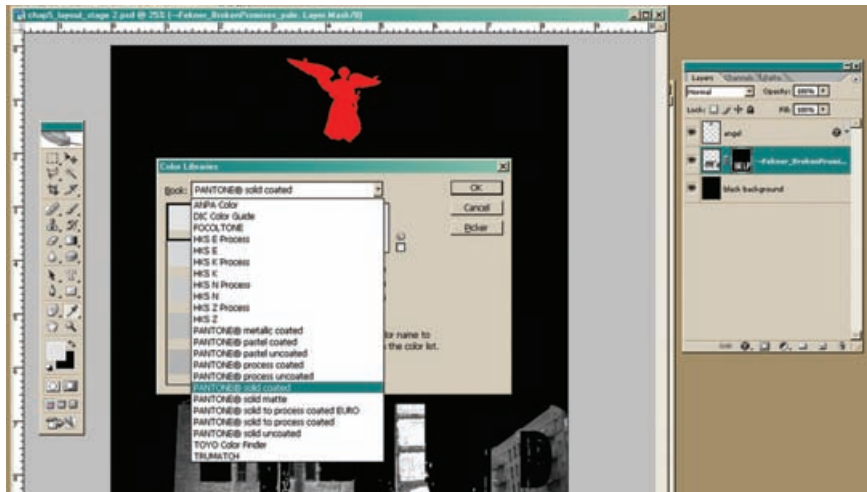 chap5_layout_stage 2.psd @ 25% (~Fekner_BrokenPromises_pale, Layer Mask/8)
Layers Channels Paths
Normal Opacity: 100%
Lock: Fill: 100%
angel
~Fekner_BrokenPromi...
black background
Color Libraries
Book: PANTONE® solid coated
OK
Cancel
Picker
ANPA Color
DIC Color Guide
FOCOLTONE
HKS E Process
HKS E
HKS K Process
HKS K
HKS N Process
HKS N
HKS Z Process
HKS Z
PANTONE® metallic coated
PANTONE® pastel coated
PANTONE® pastel uncoated
PANTONE® process coated
PANTONE® process uncoated
PANTONE® solid coated
PANTONE® solid matte
PANTONE® solid to process coated EURO
PANTONE® solid to process coated
PANTONE® solid uncoated
TOYO Color Finder
TRUMATCH
lor name to
the color list.